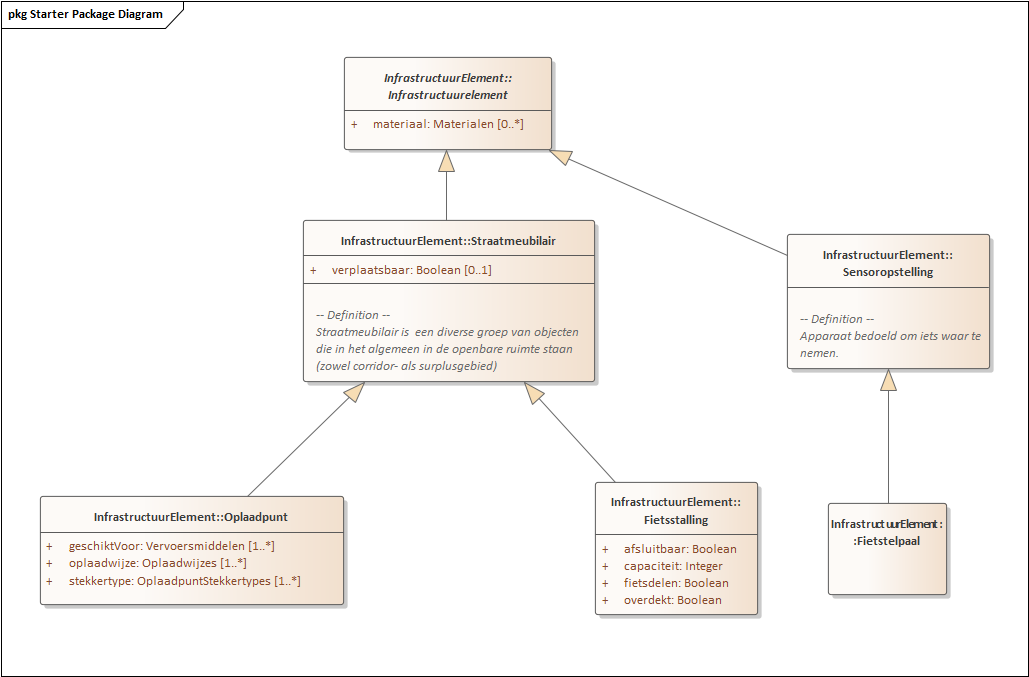 pkg Starter Package Diagram
InfrastructuurElement::
Infrastructuurelement
+ materiaal: Materialen [0..*]
InfrastructuurElement::Straatmeubilair
+ verplaatsbaar: Boolean [0..1]
-- Definition --
Straatmeubilair is een diverse groep van objecten
die in het algemeen in de openbare ruimte staan
(zowel corridor- als surplusgebied)
InfrastructuurElement::
Sensoropstelling
-- Definition --
Apparaat bedoeld om iets waar te
nemen.
InfrastructuurElement::Oplaadpunt
+ geschiktVoor: Vervoersmiddelen [1..*]
+ oplaadwijze: Oplaadwijzes [1..*]
+ stekkertype: OplaadpuntStekkertypes [1..*]
InfrastructuurElement::
Fietsstalling
+ afsluitbaar: Boolean
+ capaciteit: Integer
+ fietsdelen: Boolean
+ overdekt: Boolean
InfrastructuurElement:
:Fietstelpaal